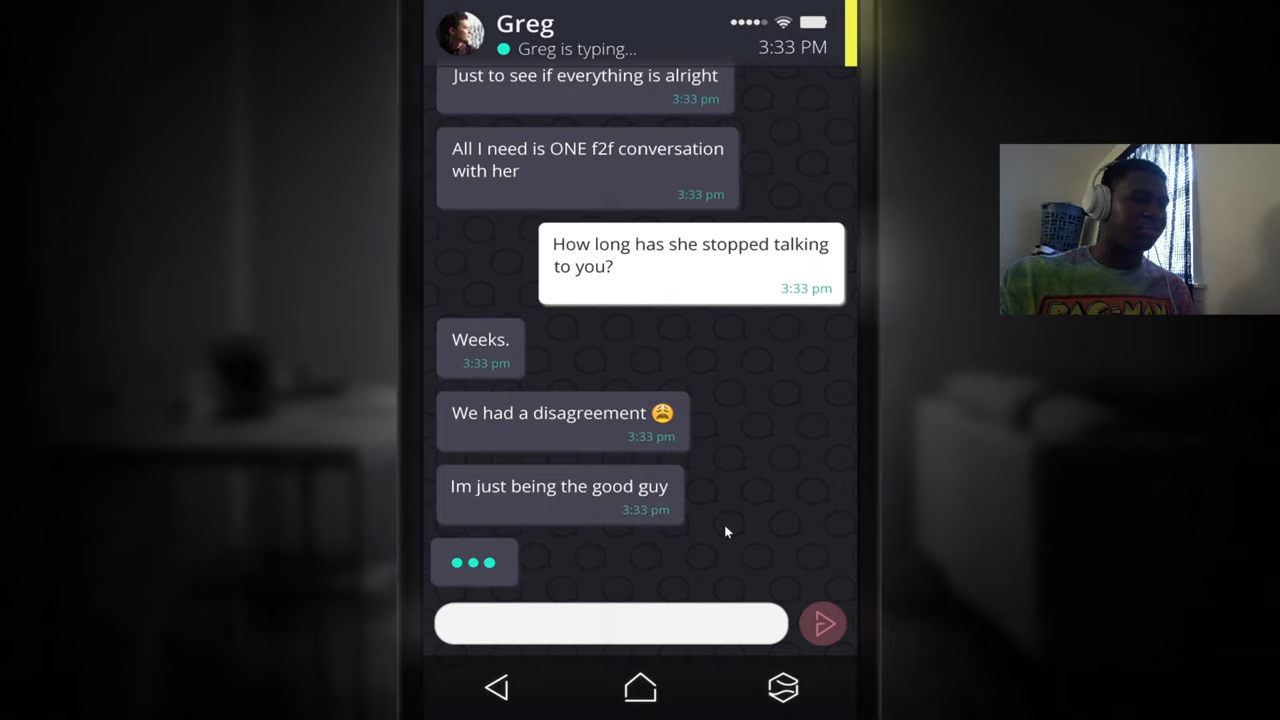 Greg
Greg is typing...
3:33 PM
Just to see if everything is alright
3:33 pm
All I need is ONE f2f conversation
with her
3:33 pm
How long has she stopped talking
to you?
3:33 pm
Weeks.
3:33 pm
We had a disagreement 😩
3:33 pm
Im just being the good guy
3:33 pm
PAC-MAN